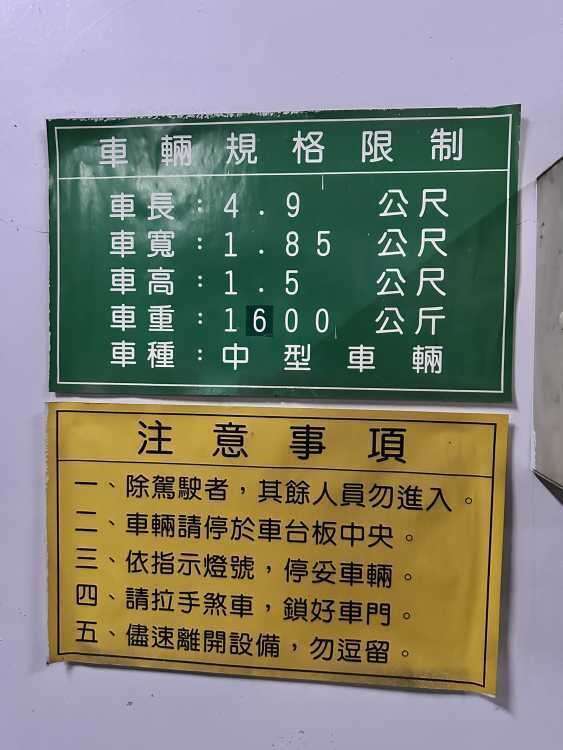 車輛規格限制
車長：4.9 公尺
車寬：1.85 公尺
車高：1.5 公尺
車重：1600 公斤
車種：中型車輛
注意事項
一、除駕駛者，其餘人員勿進入。
二、車輛請停於車台板中央。
三、依指示燈號，停妥車輛。
四、請拉手煞車，鎖好車門。
五、儘速離開設備，勿逗留。